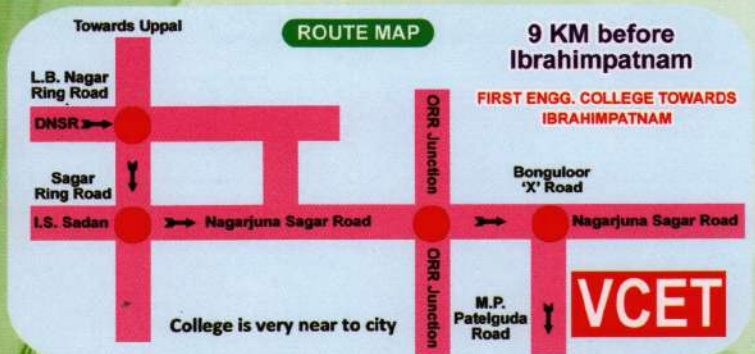 Towards Uppal
ROUTE MAP
9 KM before
Ibrahimpatnam
L.B. Nagar
Ring Road
FIRST ENGG. COLLEGE TOWARDS
IBRAHIMPATNAM
DNSR
ORR Junction
Sagar
Ring Road
Bonguloor
'X' Road
I.S. Sadan
Nagarjuna Sagar Road
Nagarjuna Sagar Road
ORR Junction
M.P.
Patelguda
Road
VCET
College is very near to city